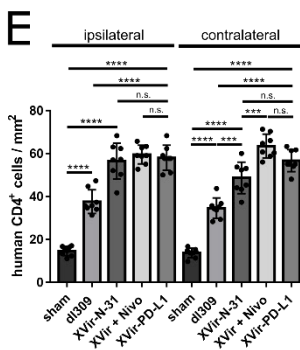 E
ipsilateral
contralateral
****
****
****
****
n.s.
n.s.
n.s.
n.s.
****
****
***
n.s.
****
****
***
human CD4+ cells / mm²
80
60
40
20
0
sham
dl309
XVir-N-31
XVir + Nivo
XVir-PD-L1
sham
dl309
XVir-N-31
XVir + Nivo
XVir-PD-L1